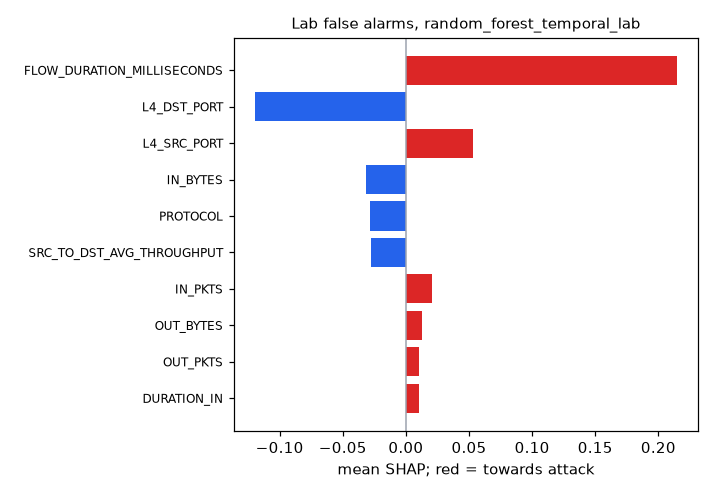 Lab false alarms, random_forest_temporal_lab
FLOW_DURATION_MILLISECONDS
L4_DST_PORT
L4_SRC_PORT
IN_BYTES
PROTOCOL
SRC_TO_DST_AVG_THROUGHPUT
IN_PKTS
OUT_BYTES
OUT_PKTS
DURATION_IN
−0.10 −0.05 0.00 0.05 0.10 0.15 0.20
mean SHAP; red = towards attack